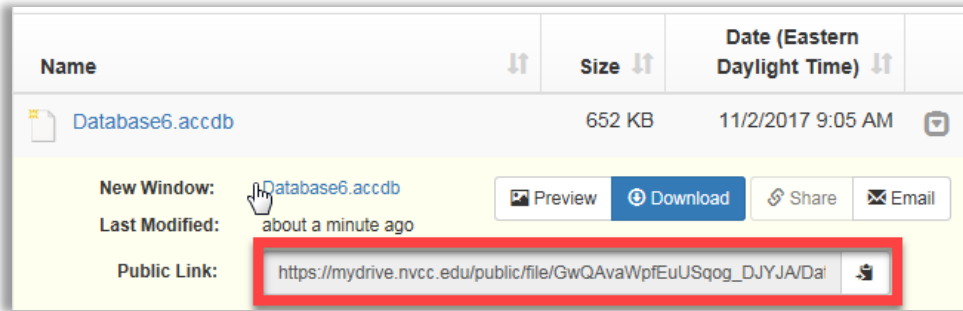 Date (Eastern
Name Size Daylight Time)
Database6.accdb 652 KB 11/2/2017 9:05 AM
New Window: Database6.accdb Preview Download Share Email
Last Modified: about a minute ago
Public Link: https://mydrive.nvcc.edu/public/file/GwQAvaWpfEuUSqog_DJYJA/Dat